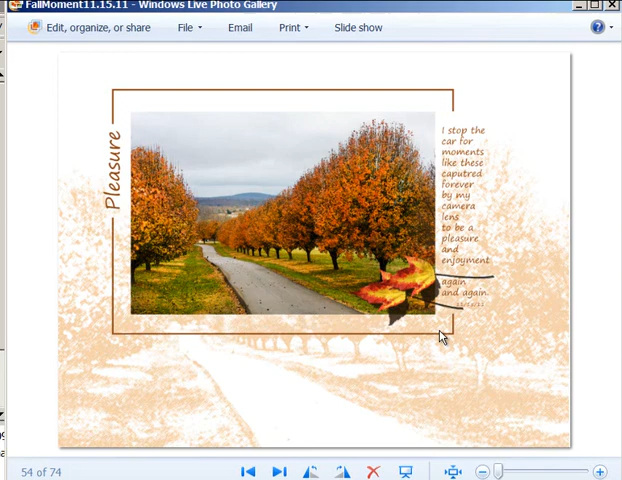 FallMoment11.15.11 - Windows Live Photo Gallery
Edit, organize, or share File Email Print Slide show ?
Pleasure
I stop the
car for
moments
like these
caputred
forever
by my
camera
lens
to be a
pleasure
and
enjoyment
again
and again.
54 of 74